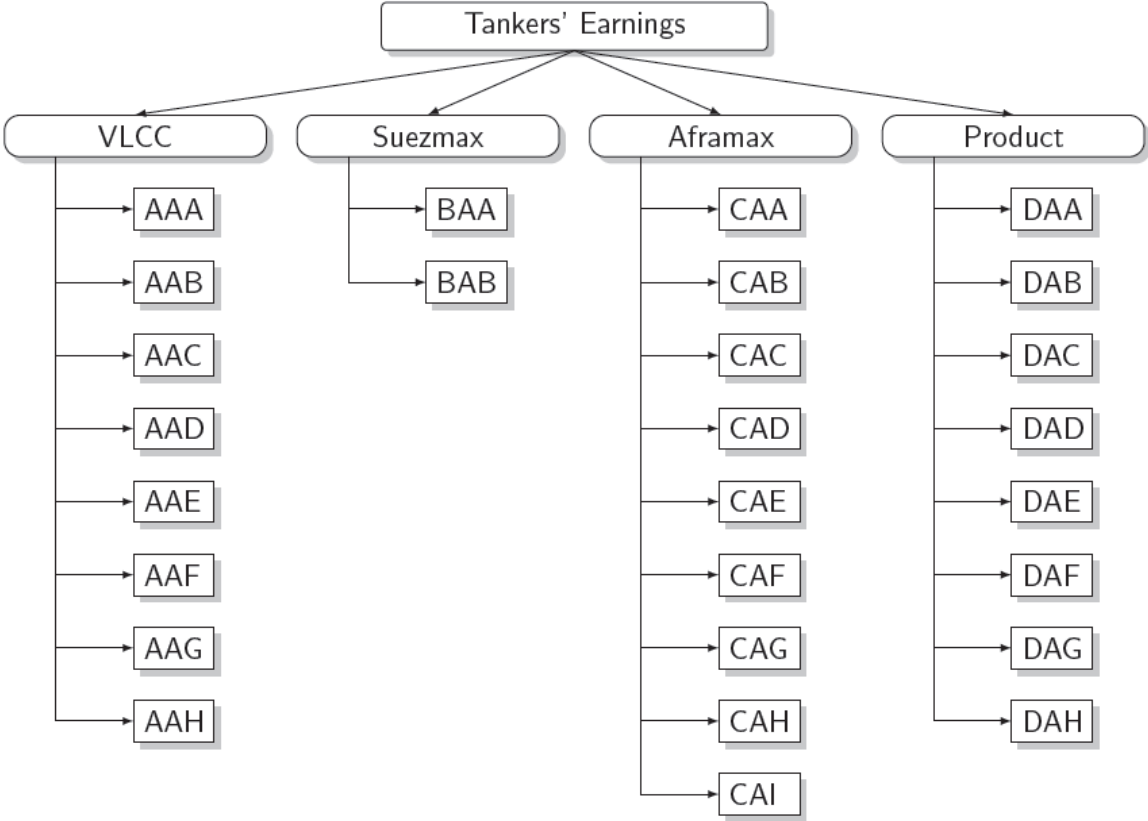 Tankers' Earnings
VLCC
AAA
AAB
AAC
AAD
AAE
AAF
AAG
AAH
Suezmax
BAA
BAB
Aframax
CAA
CAB
CAC
CAD
CAE
CAF
CAG
CAH
CAI
Product
DAA
DAB
DAC
DAD
DAE
DAF
DAG
DAH